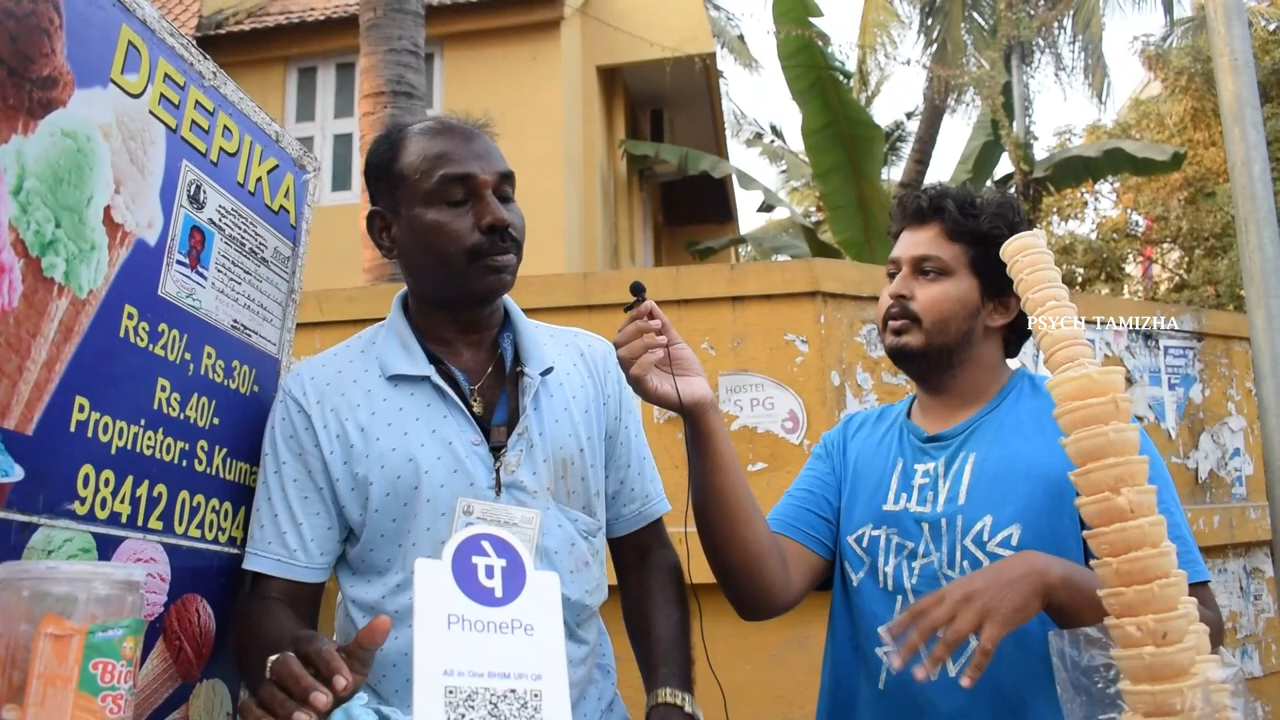 DEEPIKA
Rs.20/-, Rs.30/-
Rs.40/-
Proprietor: S.Kuma
98412 02694
पे
PhonePe
All in One BHIM UPI QR
HOSTEL
'S PG
LEVI
STRAUSS
PSYCH TAMIZHA